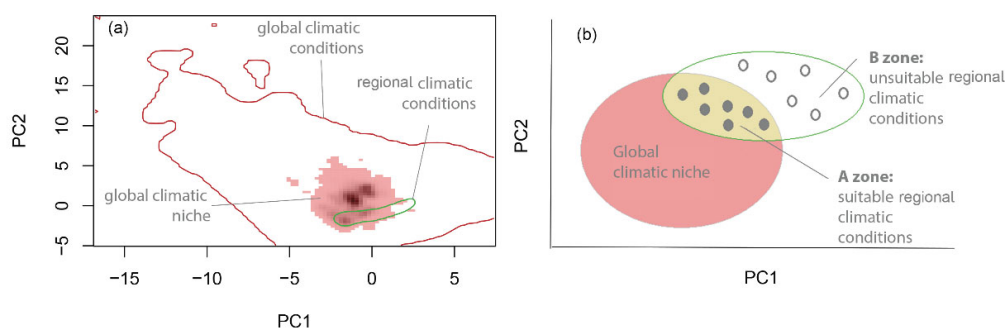 (a)
global climatic
conditions
regional climatic
conditions
global climatic
niche
PC2
20
15
10
5
0
−5
−15
−10
−5
0
5
PC1
(b)
B zone:
unsuitable regional
climatic
conditions
Global
climatic niche
A zone:
suitable regional
climatic
conditions
PC2
PC1